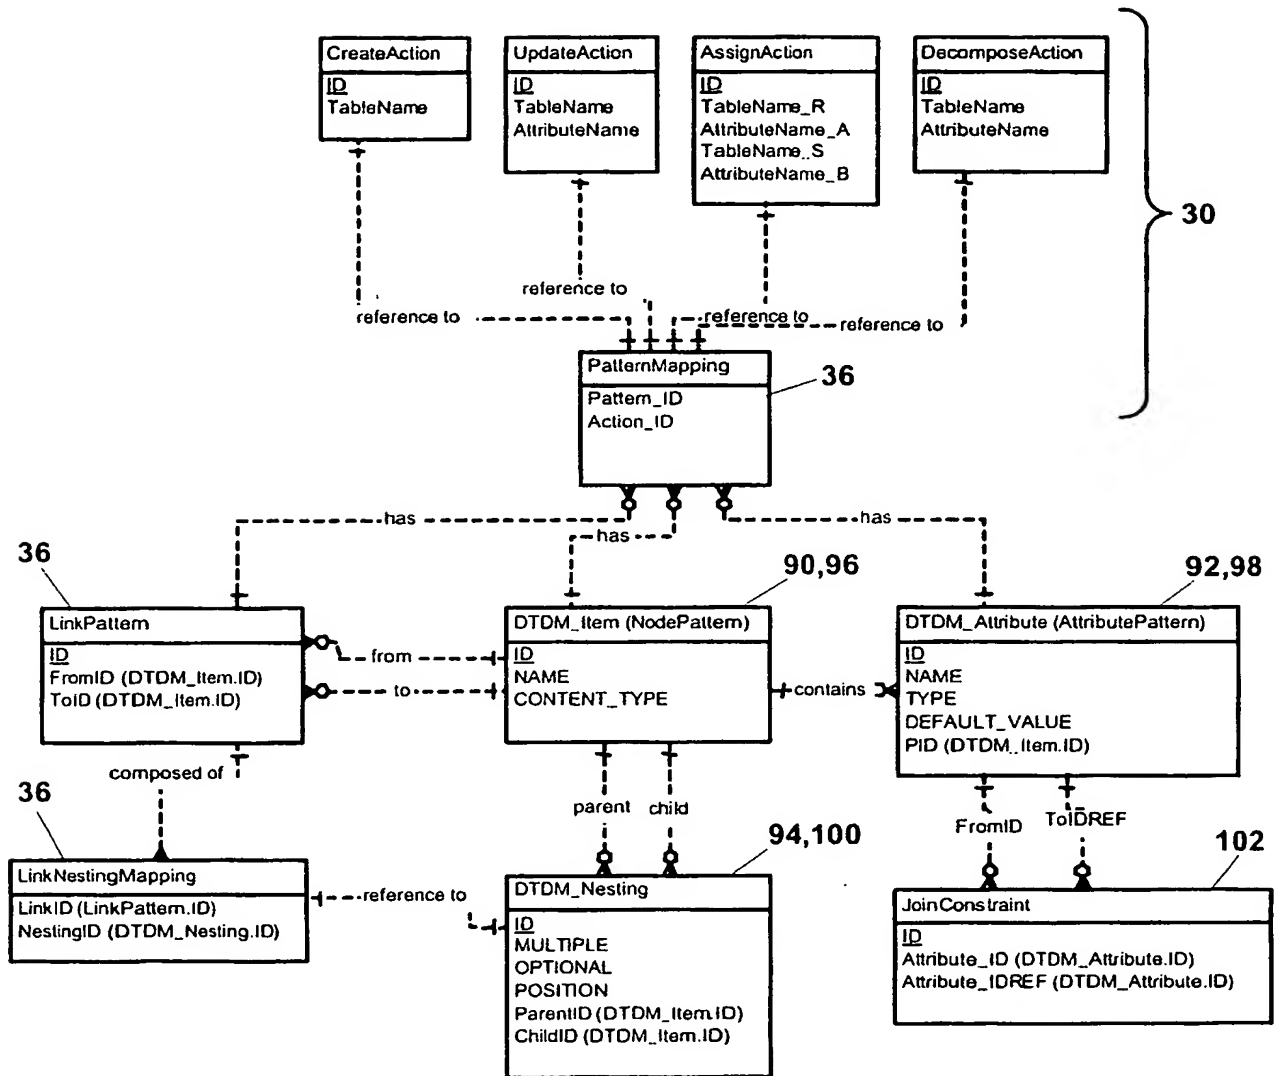 CreateAction
ID
TableName
UpdateAction
ID
TableName
AttributeName
AssignAction
ID
TableName_R
AttributeName_A
TableName_S
AttributeName_B
DecomposeAction
ID
TableName
AttributeName
30
reference to
reference to
reference to
reference to
PatternMapping
Pattern_ID
Action_ID
36
has
has
has
36
LinkPattern
ID
FromID (DTDM_Item.ID)
ToID (DTDM_Item.ID)
from
to
90,96
DTDM_Item (NodePattern)
ID
NAME
CONTENT_TYPE
contains
92,98
DTDM_Attribute (AttributePattern)
ID
NAME
TYPE
DEFAULT_VALUE
PID (DTDM_Item.ID)
composed of
parent
child
FromID
ToIDREF
36
LinkNestingMapping
LinkID (LinkPattern.ID)
NestingID (DTDM_Nesting.ID)
reference to
94,100
DTDM_Nesting
ID
MULTIPLE
OPTIONAL
POSITION
ParentID (DTDM_Item.ID)
ChildID (DTDM_Item.ID)
102
JoinConstraint
ID
Attribute_ID (DTDM_Attribute.ID)
Attribute_IDREF (DTDM_Attribute.ID)